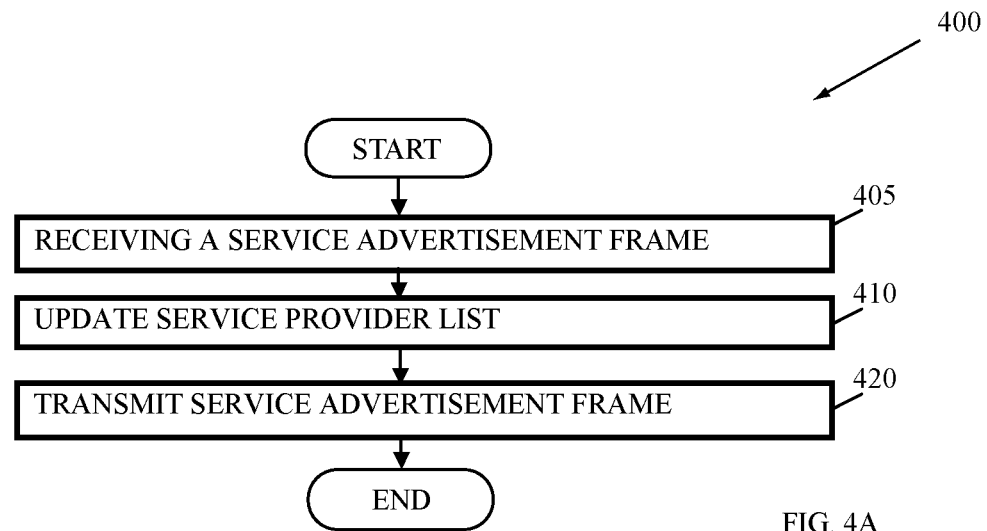 400
START
405
RECEIVING A SERVICE ADVERTISEMENT FRAME
410
UPDATE SERVICE PROVIDER LIST
420
TRANSMIT SERVICE ADVERTISEMENT FRAME
END
FIG. 4A